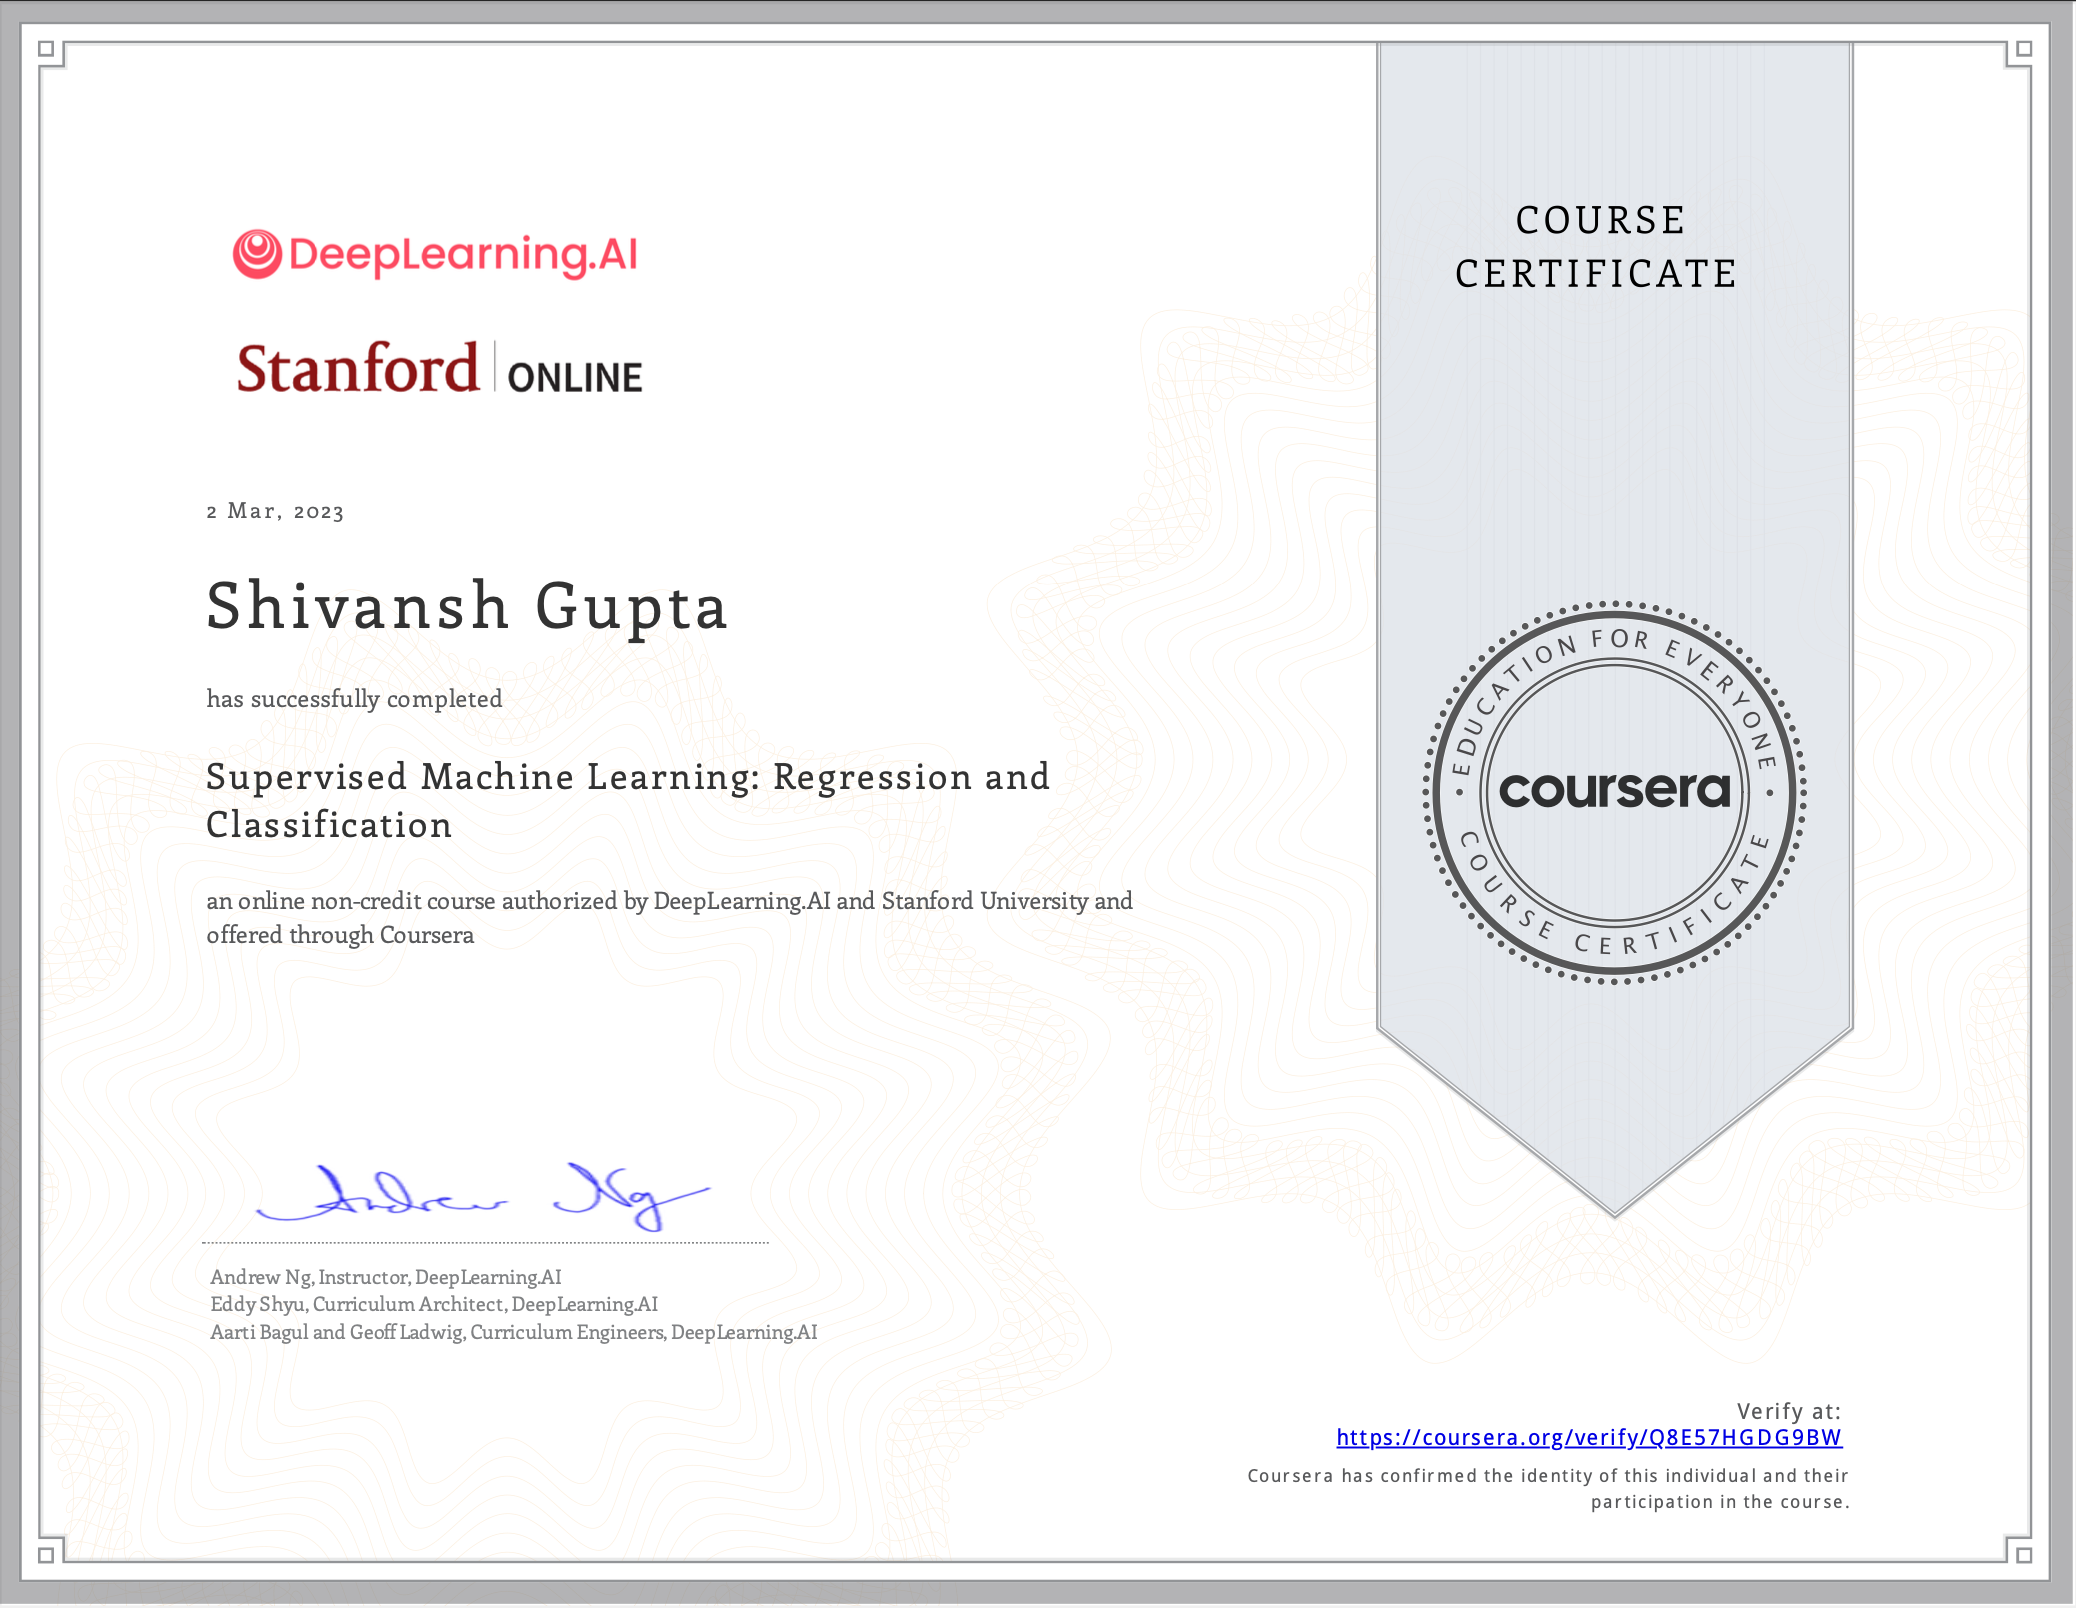 DeepLearning.AI
Stanford | ONLINE
COURSE
CERTIFICATE
2 Mar, 2023
Shivansh Gupta
has successfully completed
Supervised Machine Learning: Regression and
Classification
an online non-credit course authorized by DeepLearning.AI and Stanford University and
offered through Coursera
EDUCATION FOR EVERYONE
coursera
COURSE CERTIFICATE
Andrew Ng
Andrew Ng, Instructor, DeepLearning.AI
Eddy Shyu, Curriculum Architect, DeepLearning.AI
Aarti Bagul and Geoff Ladwig, Curriculum Engineers, DeepLearning.AI
Verify at:
https://coursera.org/verify/Q8E57HGDG9BW
Coursera has confirmed the identity of this individual and their
participation in the course.